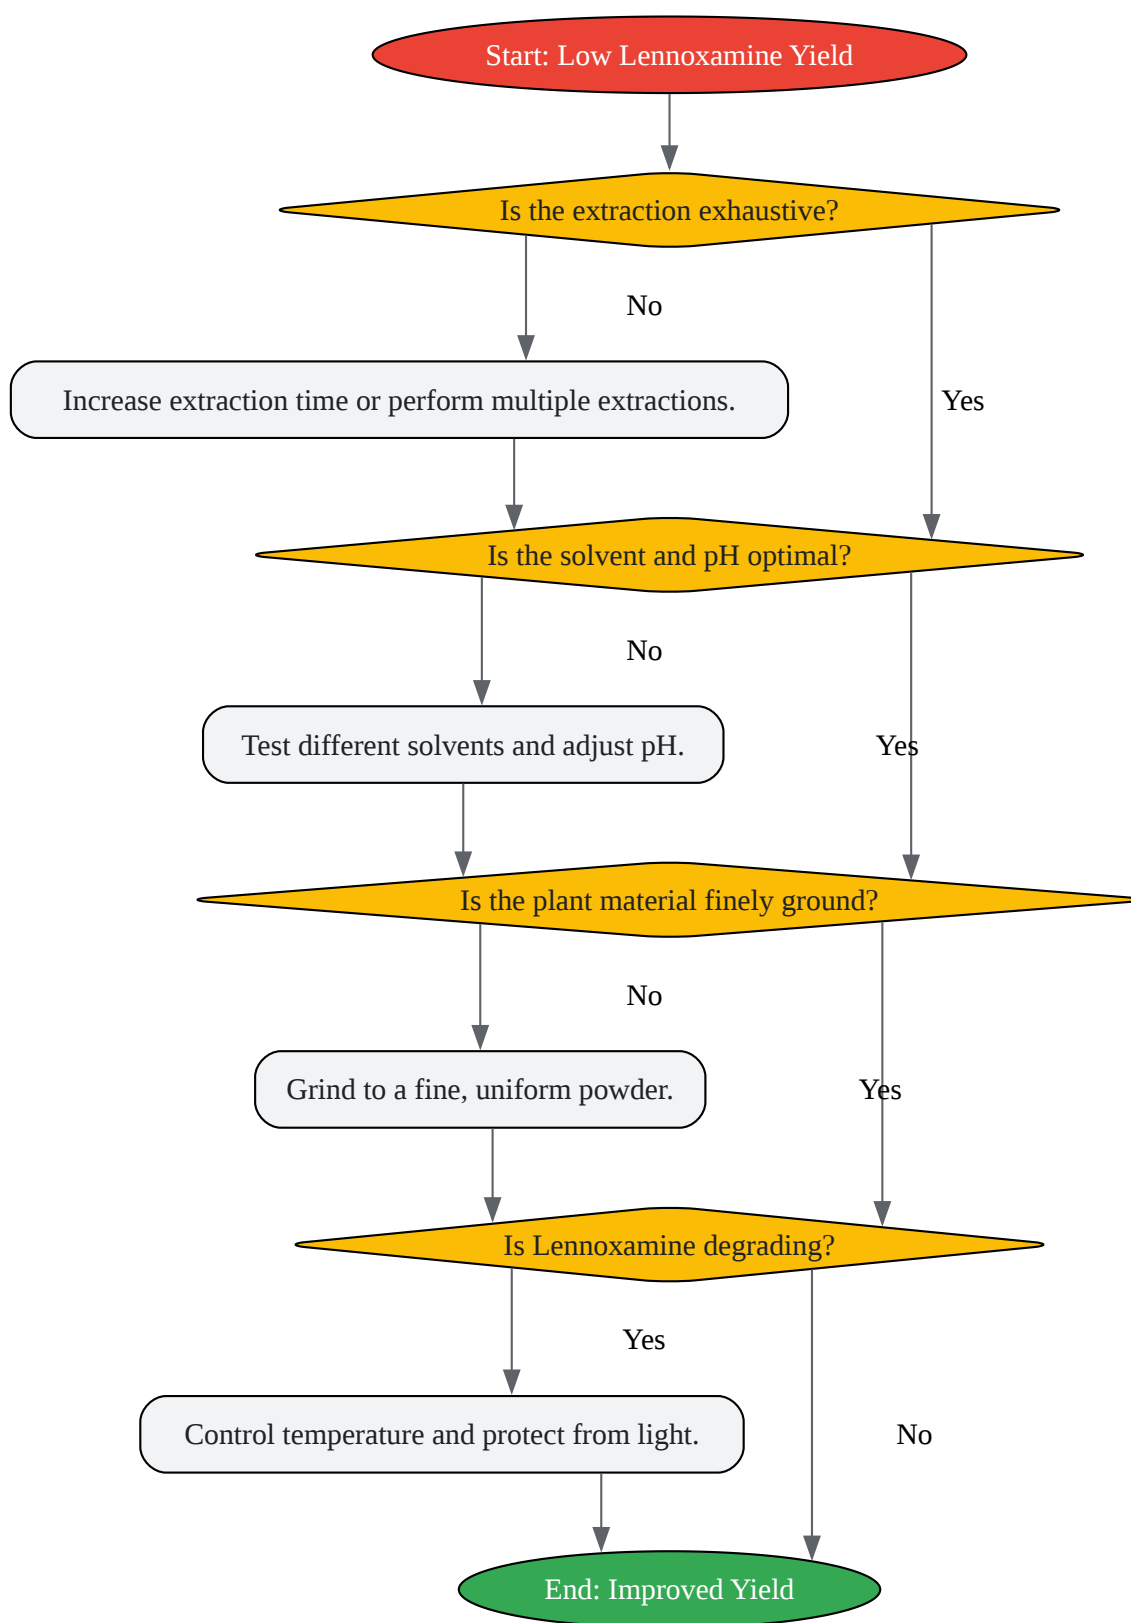 Start: Low Lennoxamine Yield
Is the extraction exhaustive?
No
Increase extraction time or perform multiple extractions.
Yes
Is the solvent and pH optimal?
No
Test different solvents and adjust pH.
Yes
Is the plant material finely ground?
No
Grind to a fine, uniform powder.
Yes
Is Lennoxamine degrading?
Yes
Control temperature and protect from light.
No
End: Improved Yield